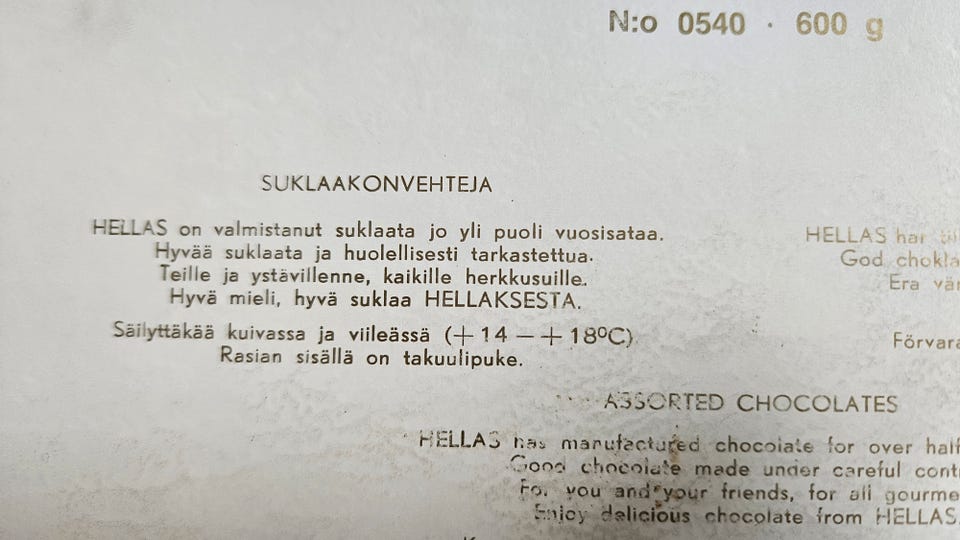 N:o 0540 · 600 g
SUKLAAKONVEHTEJA
HELLAS on valmistanut suklaata jo yli puoli vuosisataa.
Hyvää suklaata ja huolellisesti tarkastettua.
Teille ja ystävillenne, kaikille herkkusuille.
Hyvä mieli, hyvä suklaa HELLAKSESTA.
Säilyttäkää kuivassa ja viileässä (+14 – +18ºC)
Rasian sisällä on takuulipuke.
HELLAS har
God
Era
ASSORTED CHOCOLATES
HELLAS has manufactured chocolate for over half
Good chocolate made under careful
For you and your friends, for all
Enjoy delicious chocolate from HELLAS.